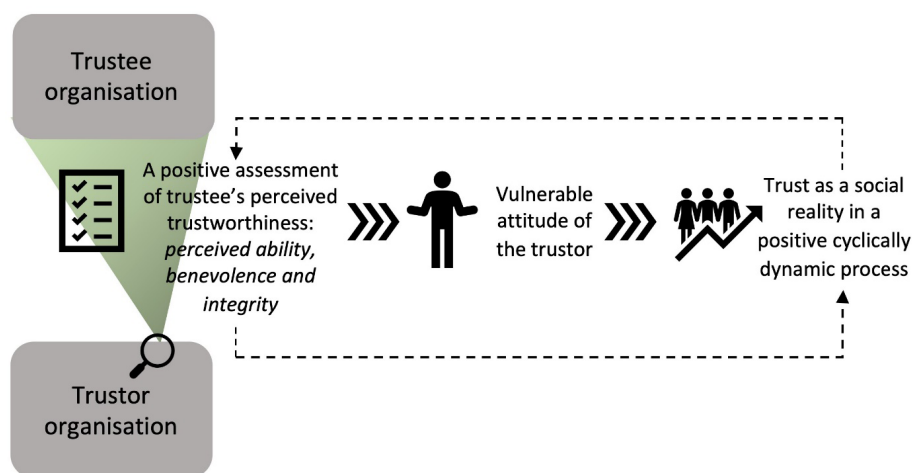 Trustee
organisation
A positive assessment
of trustee's perceived
trustworthiness:
perceived ability,
benevolence and
integrity
Vulnerable
attitude of
the trustor
Trust as a social
reality in a
positive cyclically
dynamic process
Trustor
organisation